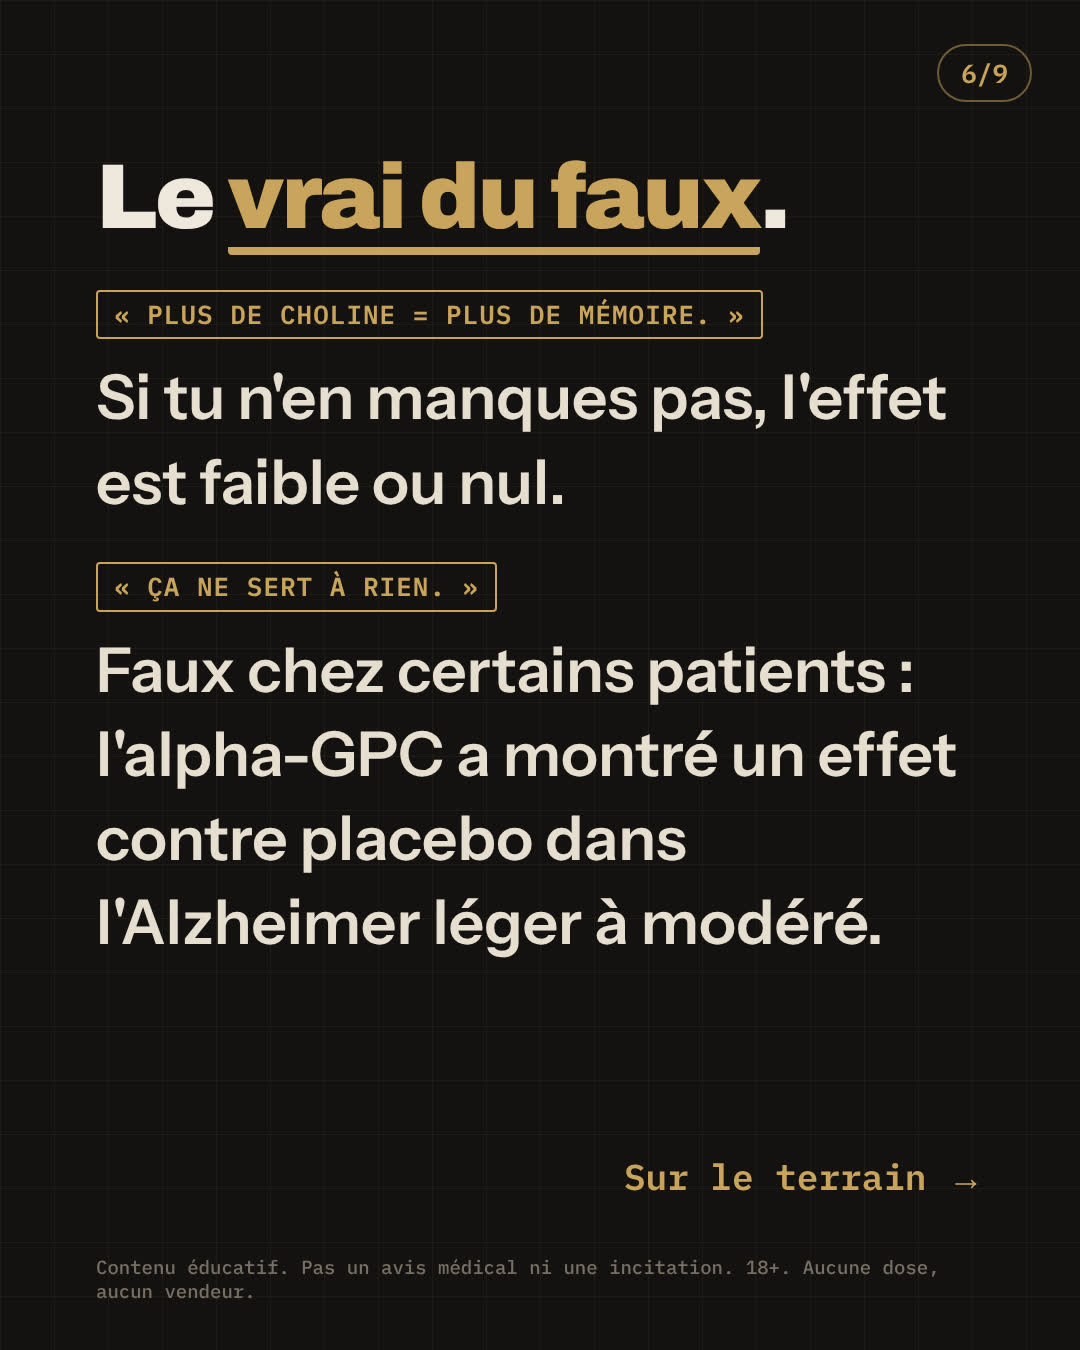 6/9
Le vrai du faux.
« PLUS DE CHOLINE = PLUS DE MÉMOIRE. »
Si tu n'en manques pas, l'effet
est faible ou nul.
« ÇA NE SERT À RIEN. »
Faux chez certains patients :
l'alpha-GPC a montré un effet
contre placebo dans
l'Alzheimer léger à modéré.
Sur le terrain →
Contenu éducatif. Pas un avis médical ni une incitation. 18+. Aucune dose,
aucun vendeur.